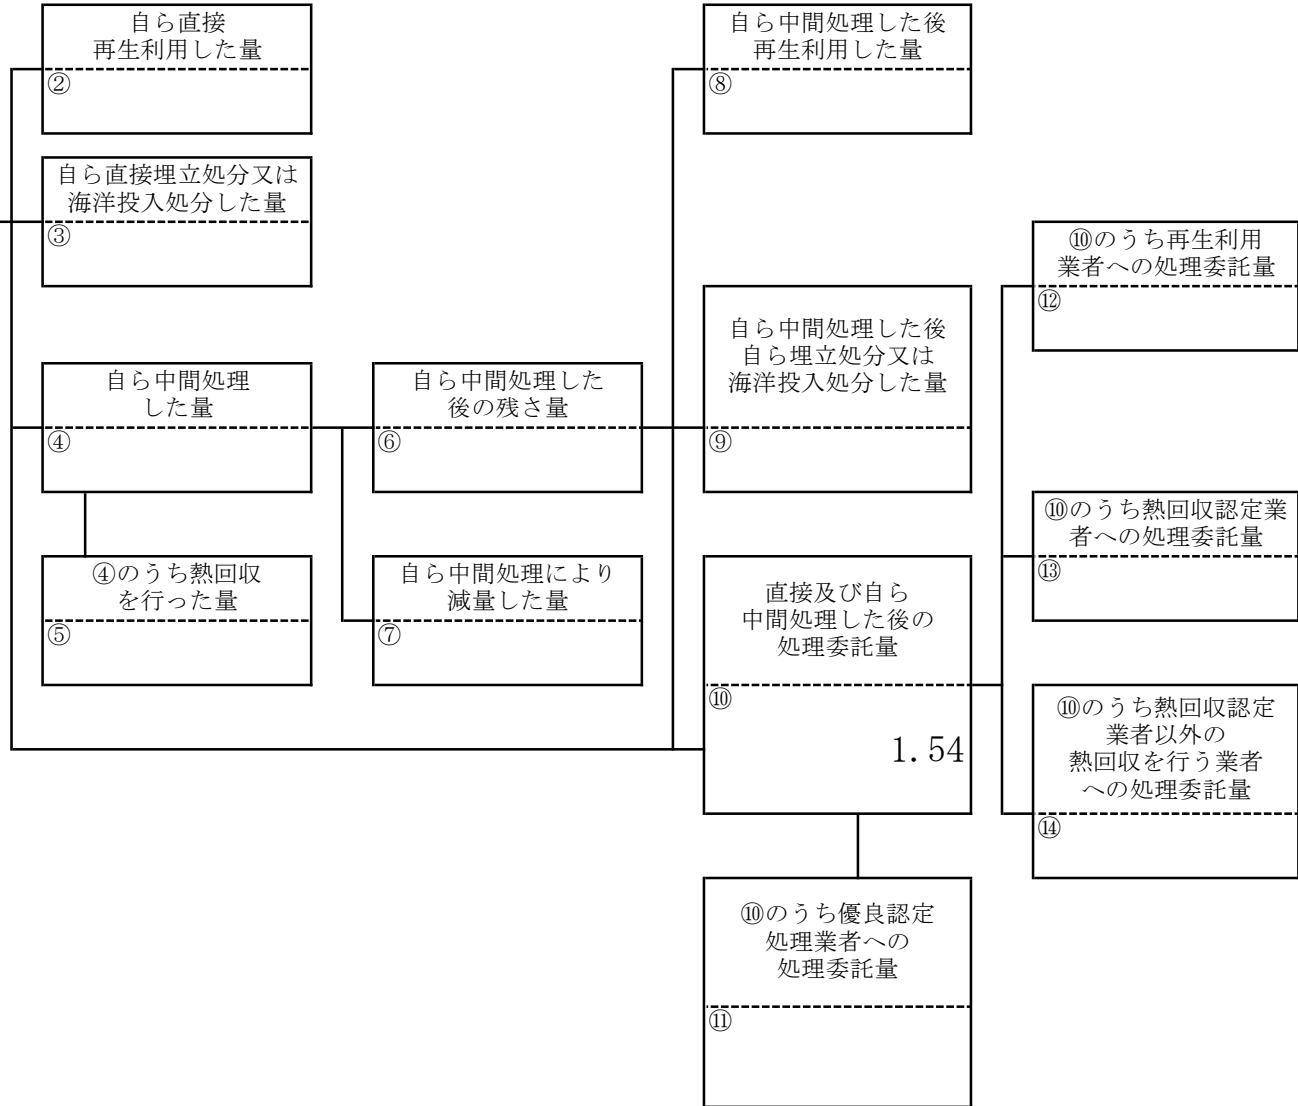 自ら直接
再生利用した量
②
自ら直接埋立処分又は
海洋投入処分した量
③
自ら中間処理
した量
④
④のうち熱回収
を行った量
⑤
自ら中間処理した
後の残さ量
⑥
自ら中間処理により
減量した量
⑦
自ら中間処理した後
再生利用した量
⑧
自ら中間処理した後
自ら埋立処分又は
海洋投入処分した量
⑨
直接及び自ら
中間処理した後の
処理委託量
⑩
1.54
⑩のうち優良認定
処理業者への
処理委託量
⑪
⑩のうち再生利用
業者への処理委託量
⑫
⑩のうち熱回収認定業
者への処理委託量
⑬
⑩のうち熱回収認定
業者以外の
熱回収を行う業者
への処理委託量
⑭